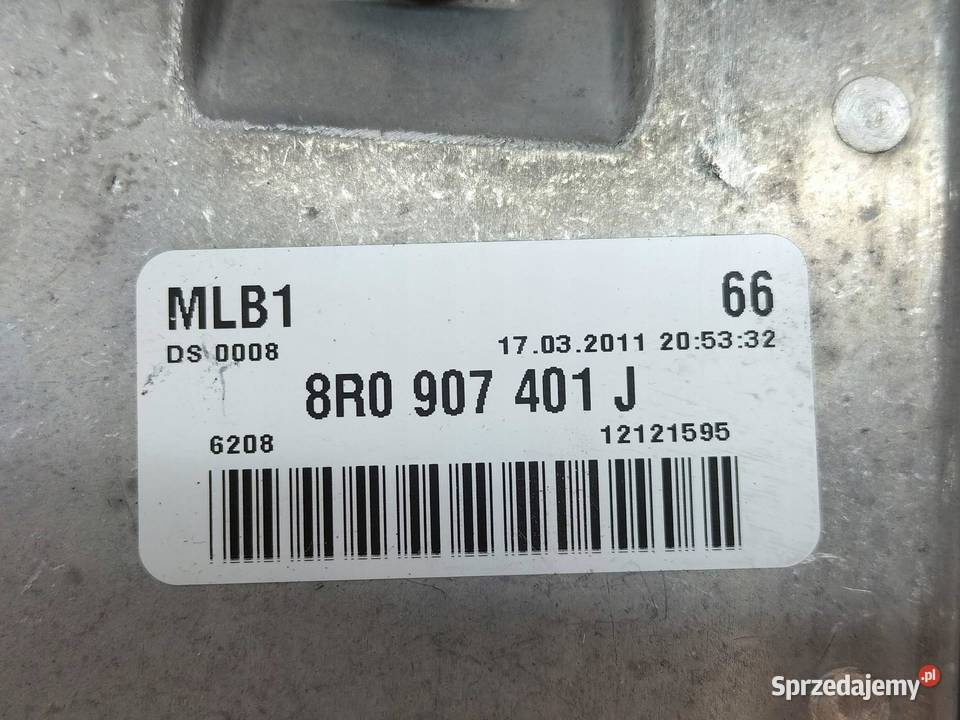 MLB1 66
DS 0008 17.03.2011 20:53:32
8R0 907 401 J
6208 12121595
Sprzedajemy.pl